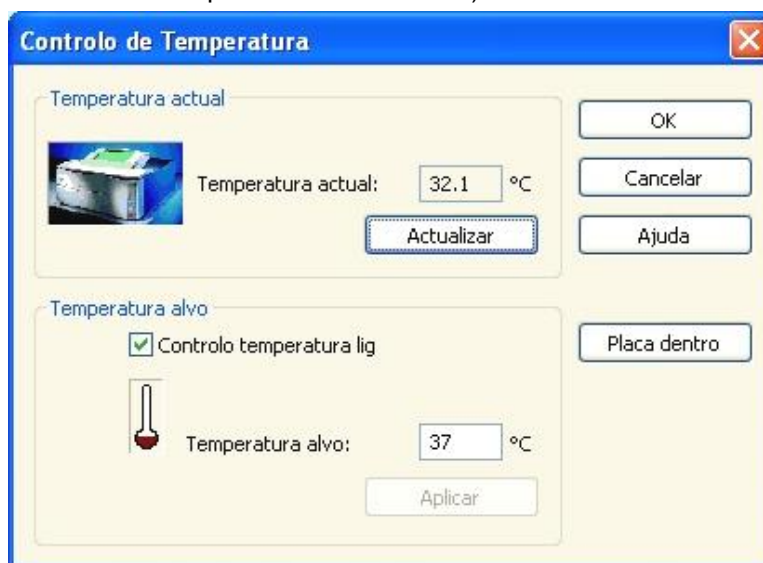 Controlo de Temperatura
Temperatura actual
OK
Temperatura actual: 32.1 °C
Cancelar
Actualizar
Ajuda
Temperatura alvo
Controlo temperatura lig
Placa dentro
Temperatura alvo: 37 °C
Aplicar